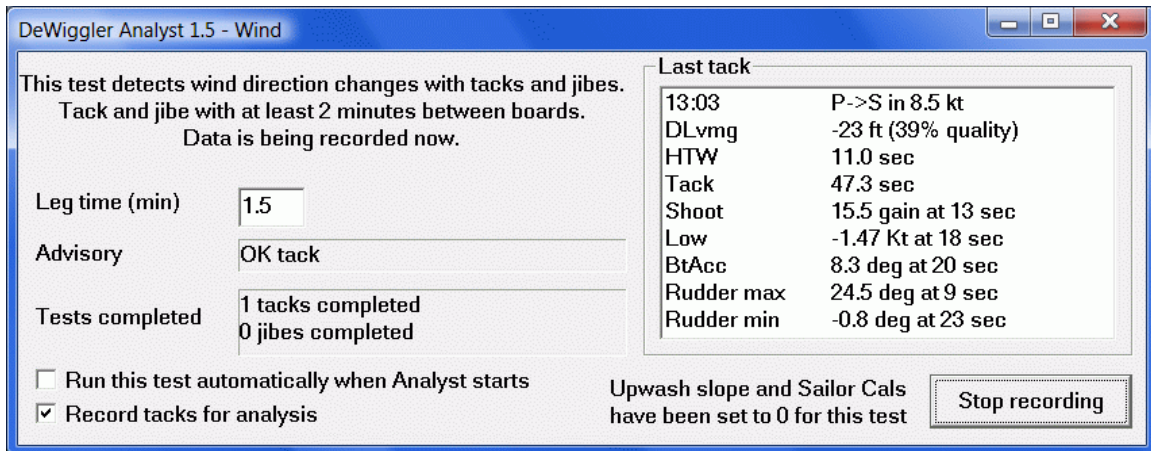 DeWiggler Analyst 1.5 - Wind
This test detects wind direction changes with tacks and jibes.
Tack and jibe with at least 2 minutes between boards.
Data is being recorded now.
Leg time (min) 1.5
Advisory OK tack
Tests completed 1 tacks completed
0 jibes completed
Run this test automatically when Analyst starts
Record tacks for analysis
Last tack
13:03 P->S in 8.5 kt
DLvmg -23 ft (39% quality)
HTW 11.0 sec
Tack 47.3 sec
Shoot 15.5 gain at 13 sec
Low -1.47 Kt at 18 sec
BtAcc 8.3 deg at 20 sec
Rudder max 24.5 deg at 9 sec
Rudder min -0.8 deg at 23 sec
Upwash slope and Sailor Cals
have been set to 0 for this test
Stop recording